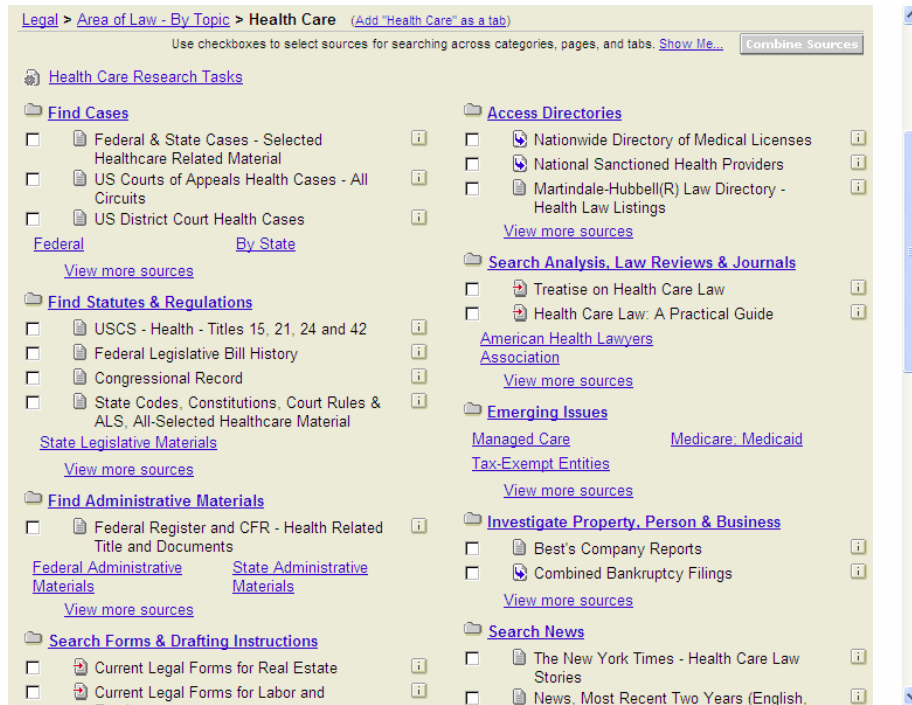 Legal > Area of Law - By Topic > Health Care (Add "Health Care" as a tab)
Use checkboxes to select sources for searching across categories, pages, and tabs. Show Me... Combine Sources
Health Care Research Tasks
Find Cases
Federal & State Cases - Selected
Healthcare Related Material
US Courts of Appeals Health Cases - All
Circuits
US District Court Health Cases
Federal By State
View more sources
Find Statutes & Regulations
USCS - Health - Titles 15, 21, 24 and 42
Federal Legislative Bill History
Congressional Record
State Codes, Constitutions, Court Rules &
ALS, All-Selected Healthcare Material
State Legislative Materials
View more sources
Find Administrative Materials
Federal Register and CFR - Health Related
Title and Documents
Federal Administrative State Administrative
Materials Materials
View more sources
Search Forms & Drafting Instructions
Current Legal Forms for Real Estate
Current Legal Forms for Labor and
Access Directories
Nationwide Directory of Medical Licenses
National Sanctioned Health Providers
Martindale-Hubbell(R) Law Directory -
Health Law Listings
View more sources
Search Analysis, Law Reviews & Journals
Treatise on Health Care Law
Health Care Law: A Practical Guide
American Health Lawyers
Association
View more sources
Emerging Issues
Managed Care Medicare; Medicaid
Tax-Exempt Entities
View more sources
Investigate Property, Person & Business
Best's Company Reports
Combined Bankruptcy Filings
View more sources
Search News
The New York Times - Health Care Law
Stories
News, Most Recent Two Years (English,